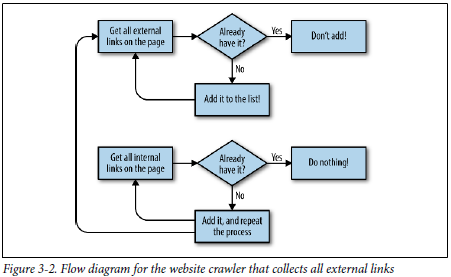 Get all external
links on the page
Already
have it?
Yes
Don't add!
No
Add it to the list!
Get all internal
links on the page
Already
have it?
Yes
Do nothing!
No
Add it, and repeat
the process
Figure 3-2. Flow diagram for the website crawler that collects all external links